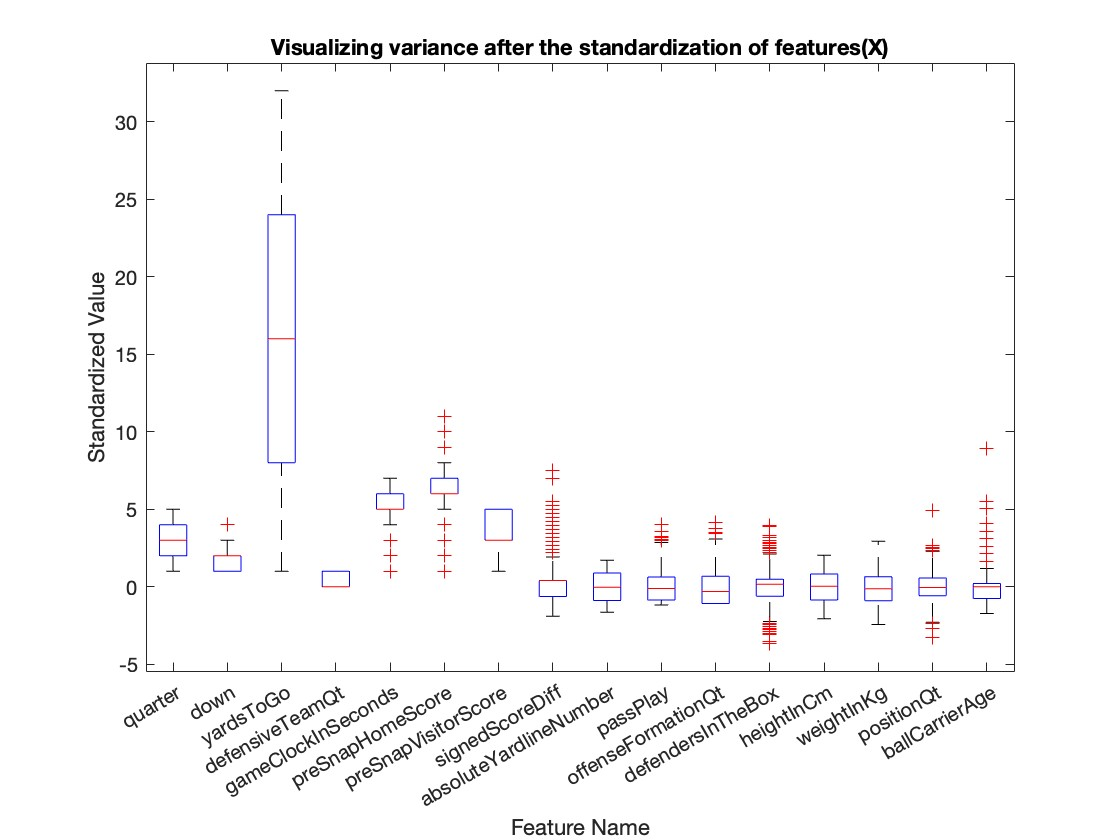 Visualizing variance after the standardization of features(X)
Standardized Value
30
25
20
15
10
5
0
-5
quarter
down
yardsToGo
defensiveTeamQt
gameClockInSeconds
preSnapHomeScore
preSnapVisitorScore
signedScoreDiff
absoluteYardlineNumber
passPlay
offenseFormationQt
defendersInTheBox
heightInCm
weightInKg
positionQt
ballCarrierAge
Feature Name